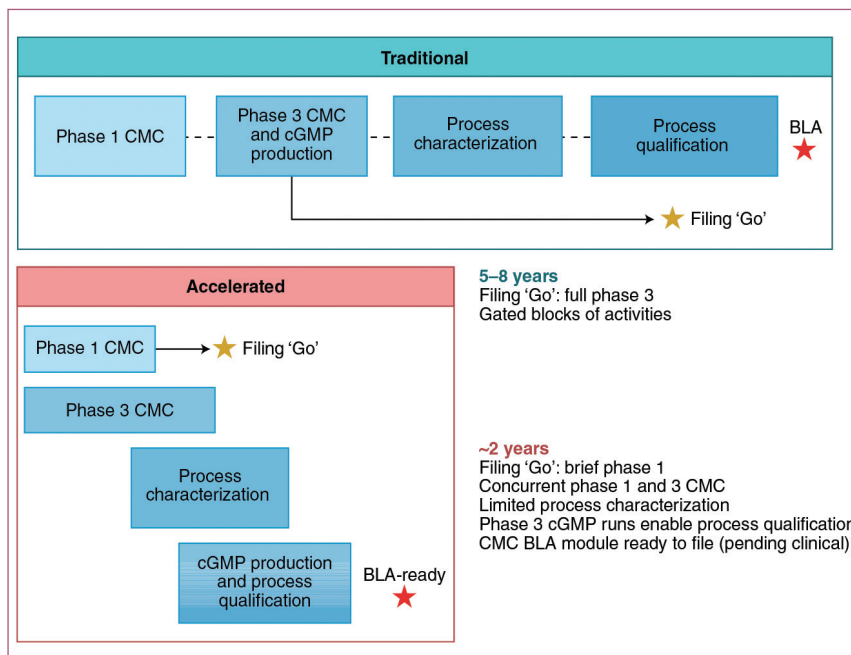 Traditional
Phase 1 CMC
Phase 3 CMC
and cGMP
production
Process
characterization
Process
qualification
BLA
Filing ‘Go’
Accelerated
5–8 years
Filing ‘Go’: full phase 3
Gated blocks of activities
Phase 1 CMC
Filing ‘Go’
Phase 3 CMC
Process
characterization
cGMP production
and process
qualification
BLA-ready
~2 years
Filing ‘Go’: brief phase 1
Concurrent phase 1 and 3 CMC
Limited process characterization
Phase 3 cGMP runs enable process qualification
CMC BLA module ready to file (pending clinical)